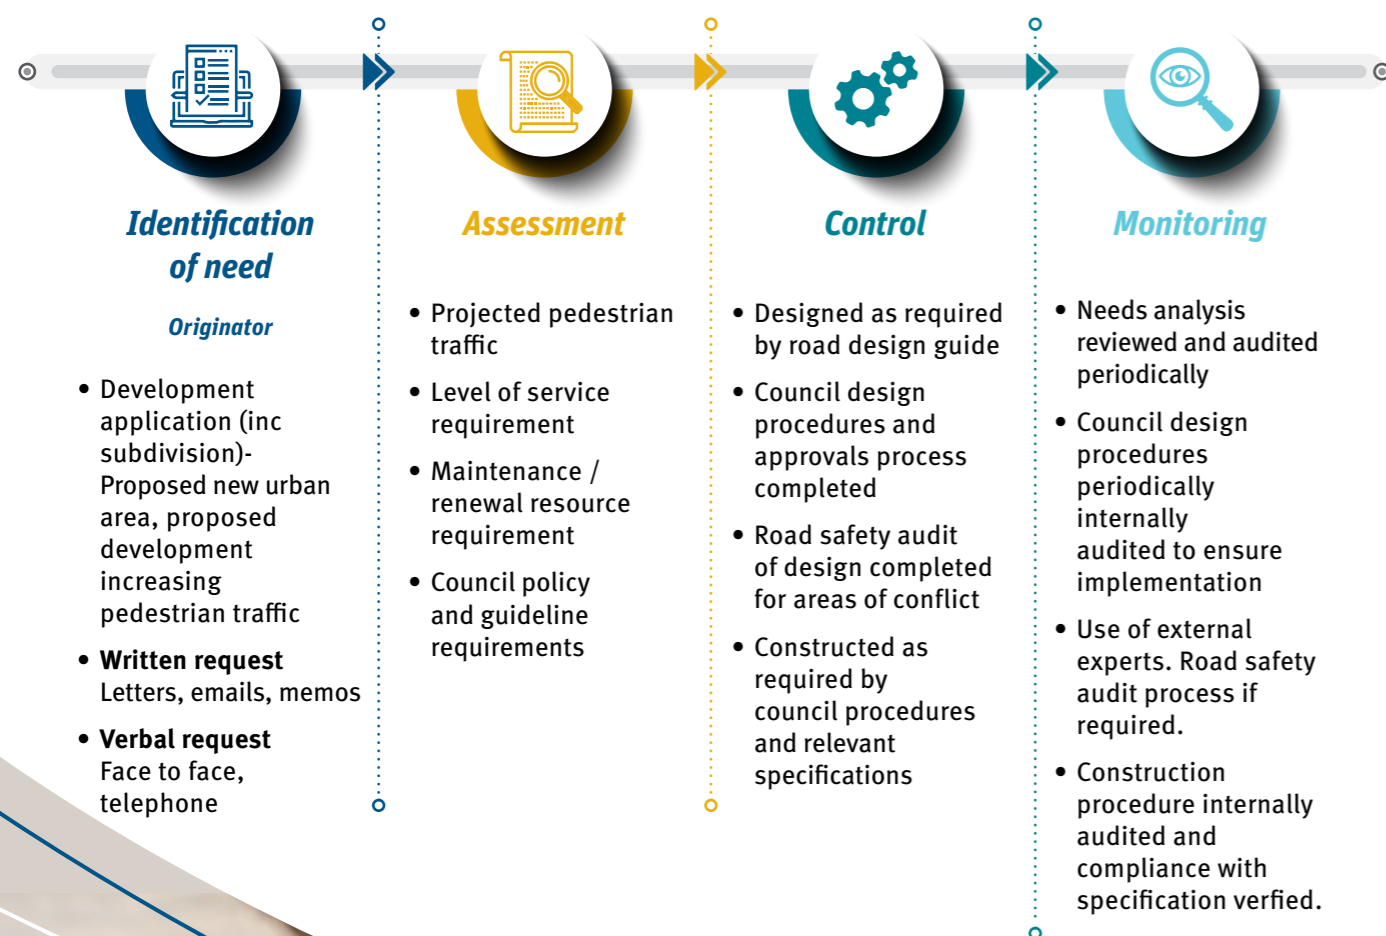 Identification
of need
Originator
• Development
application (inc
subdivision)-
Proposed new urban
area, proposed
development
increasing
pedestrian traffic
• Written request
Letters, emails, memos
• Verbal request
Face to face,
telephone
Assessment
• Projected pedestrian
traffic
• Level of service
requirement
• Maintenance /
renewal resource
requirement
• Council policy
and guideline
requirements
Control
• Designed as required
by road design guide
• Council design
procedures and
approvals process
completed
• Road safety audit
of design completed
for areas of conflict
• Constructed as
required by
council procedures
and relevant
specifications
Monitoring
• Needs analysis
reviewed and audited
periodically
• Council design
procedures
periodically
internally
audited to ensure
implementation
• Use of external
experts. Road safety
audit process if
required.
• Construction
procedure internally
audited and
compliance with
specification verfied.